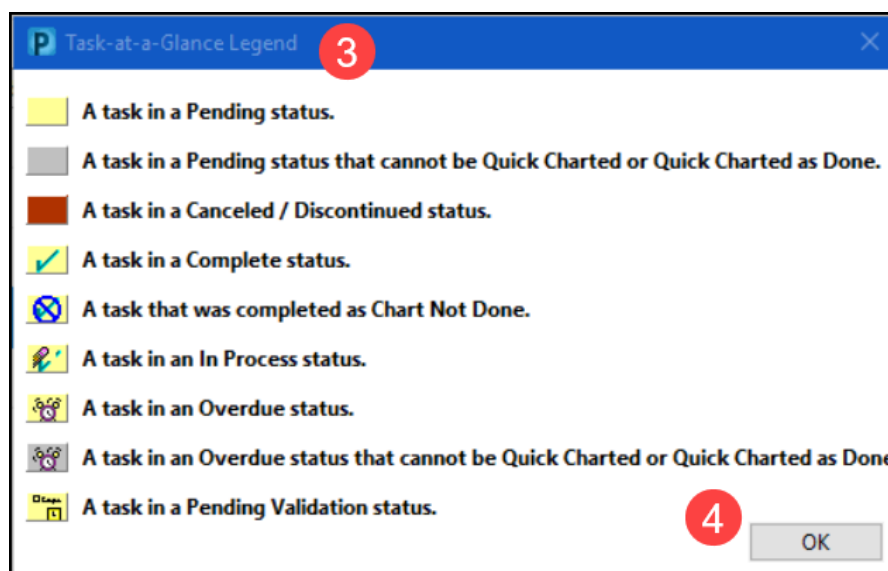 P Task-at-a-Glance Legend 3
A task in a Pending status.
A task in a Pending status that cannot be Quick Charted or Quick Charted as Done.
A task in a Canceled / Discontinued status.
A task in a Complete status.
A task that was completed as Chart Not Done.
A task in an In Process status.
A task in an Overdue status.
A task in an Overdue status that cannot be Quick Charted or Quick Charted as Done
A task in a Pending Validation status.
4
OK